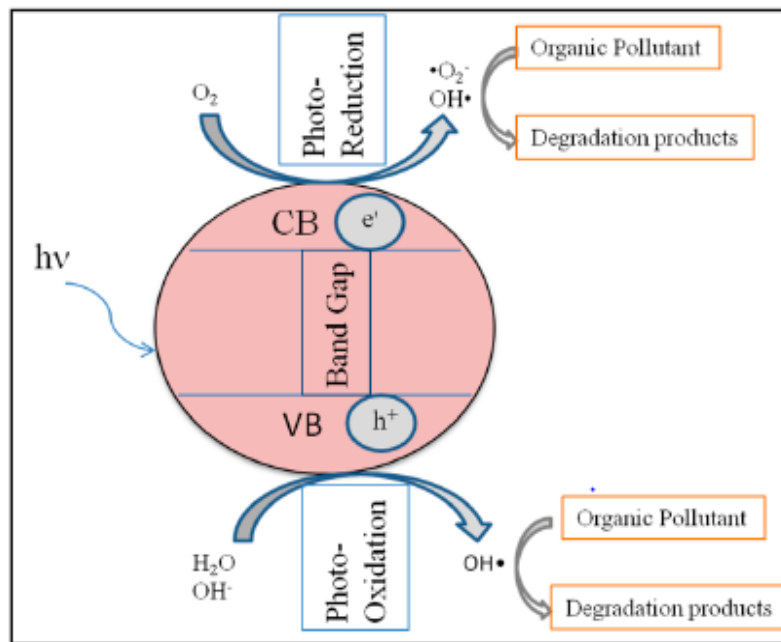 O₂
Photo-
Reduction
•O₂⁻
OH•
Organic Pollutant
Degradation products
CB
e'
hν
Band Gap
VB
h⁺
H₂O
OH⁻
Photo-
Oxidation
OH•
Organic Pollutant
Degradation products